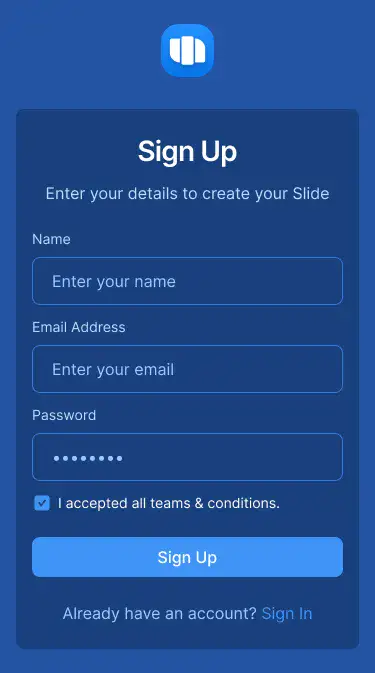 Sign Up
Enter your details to create your Slide
Name
Enter your name
Email Address
Enter your email
Password
••••••••
I accepted all teams & conditions.
Sign Up
Already have an account? Sign In